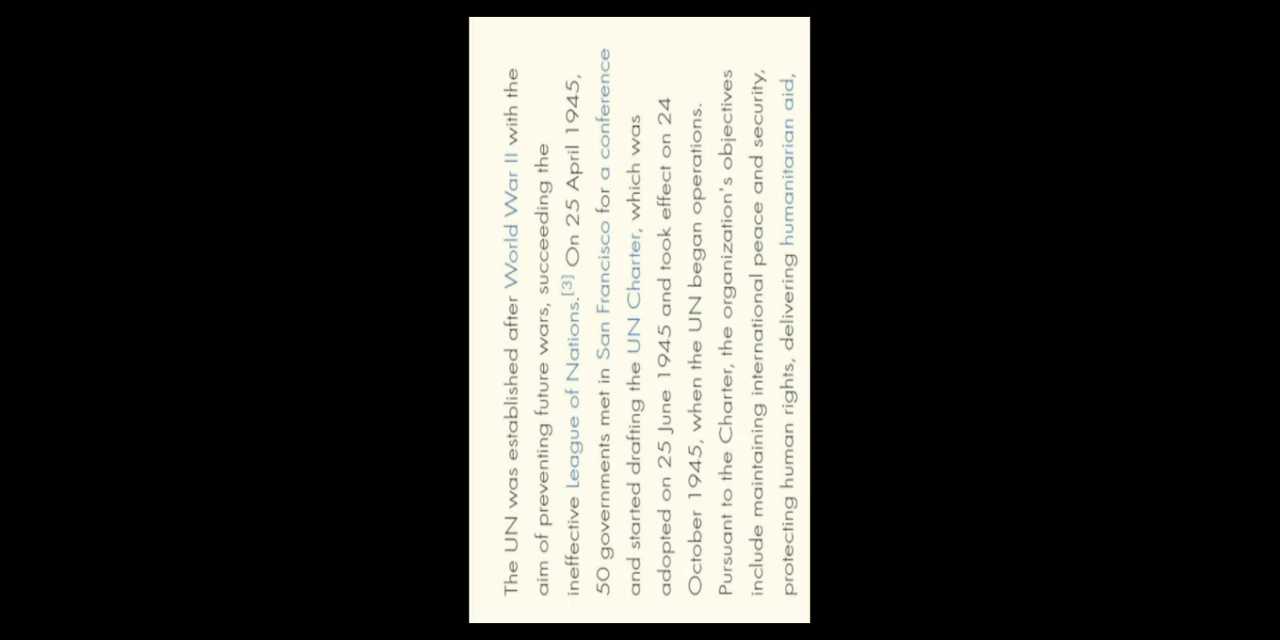 The UN was established after World War II with the
aim of preventing future wars, succeeding the
ineffective League of Nations.[3] On 25 April 1945,
50 governments met in San Francisco for a conference
and started drafting the UN Charter, which was
adopted on 25 June 1945 and took effect on 24
October 1945, when the UN began operations.
Pursuant to the Charter, the organization's objectives
include maintaining international peace and security,
protecting human rights, delivering humanitarian aid,